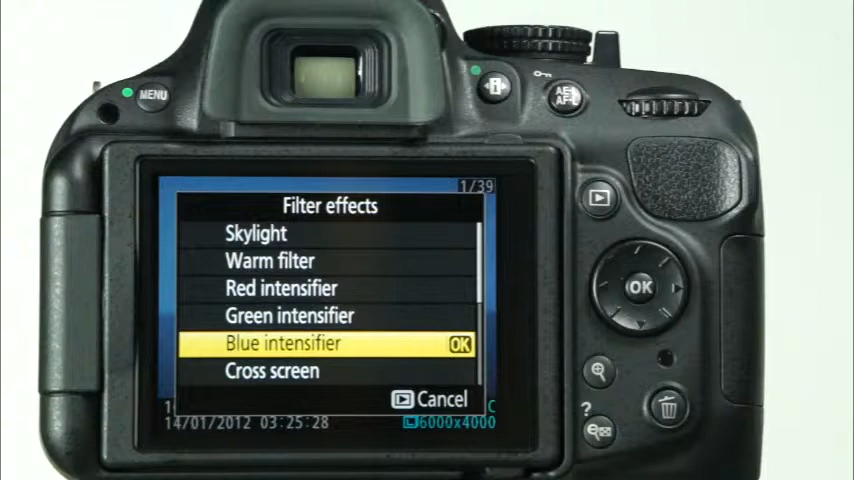 MENU
i
AE-L
AF-L
1/39
Filter effects
Skylight
Warm filter
Red intensifier
Green intensifier
Blue intensifier OK
Cross screen
Cancel
14/01/2012 03:25:28
L 6000x4000
OK
?